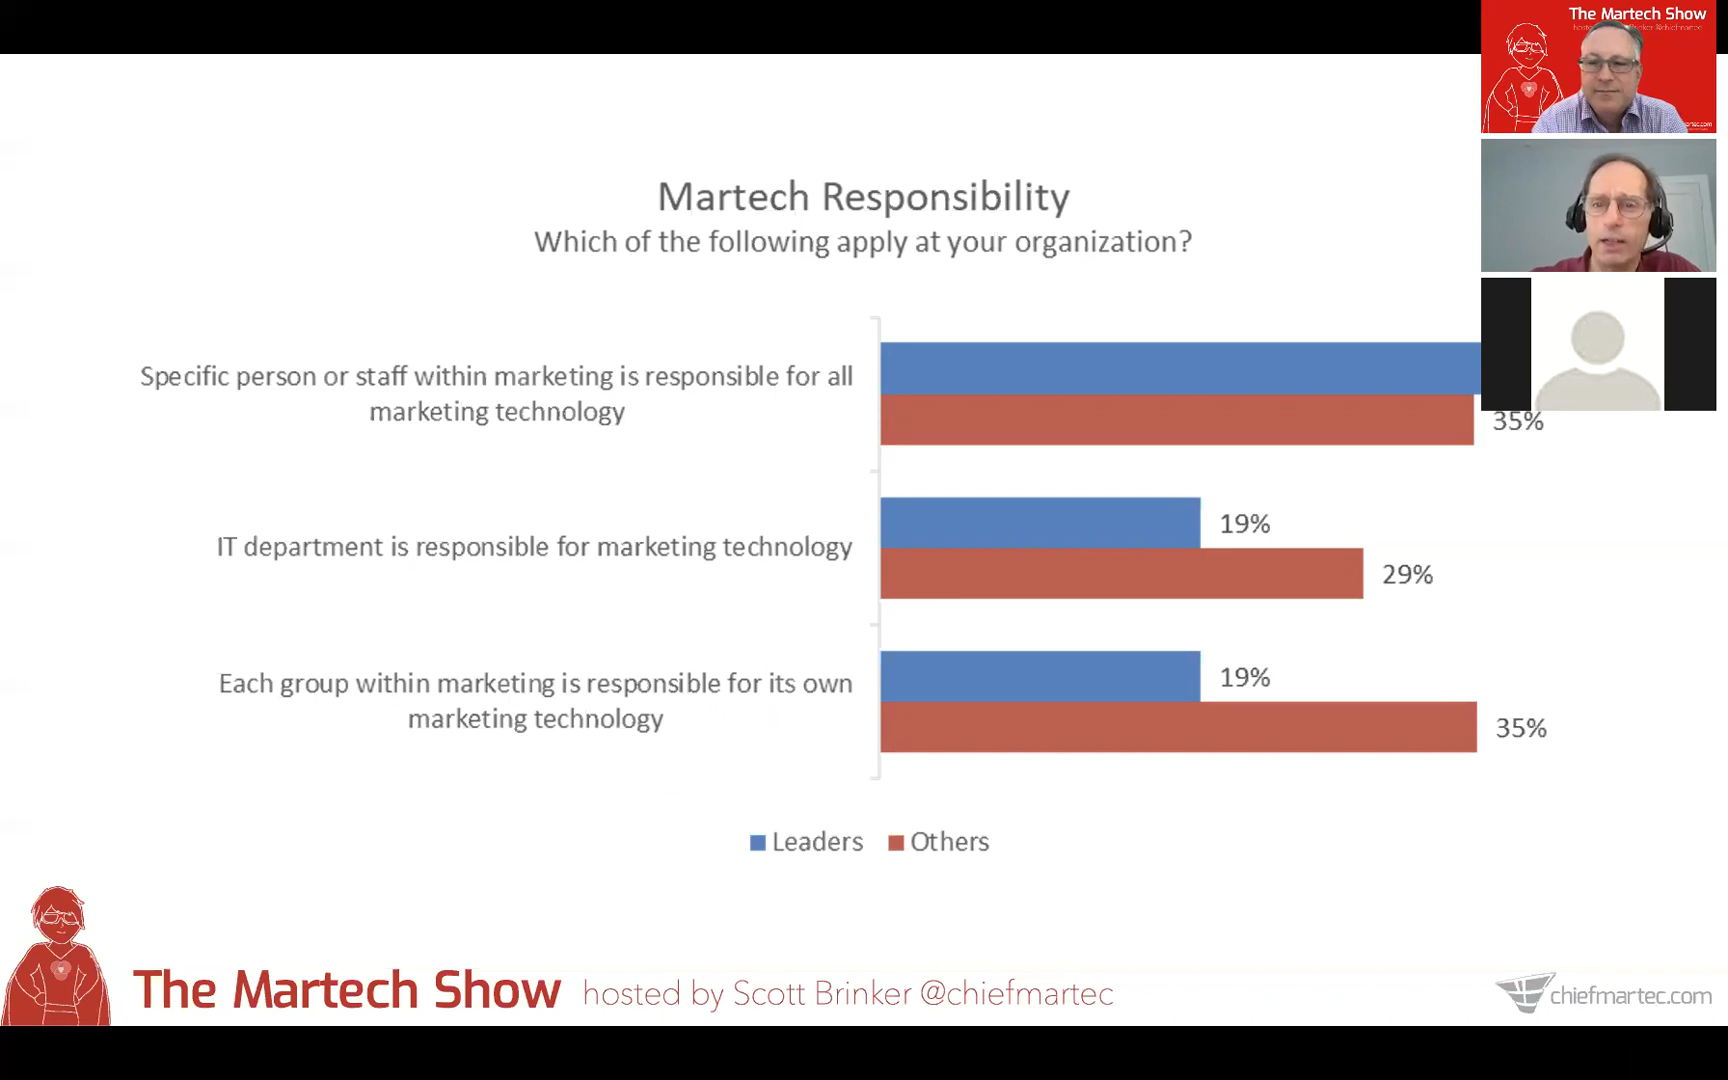 The Martech Show
Martech Responsibility
Which of the following apply at your organization?
Specific person or staff within marketing is responsible for all
marketing technology
35%
IT department is responsible for marketing technology
19%
29%
Each group within marketing is responsible for its own
marketing technology
19%
35%
Leaders
Others
The Martech Show hosted by Scott Brinker @chiefmartec
chiefmartec.com